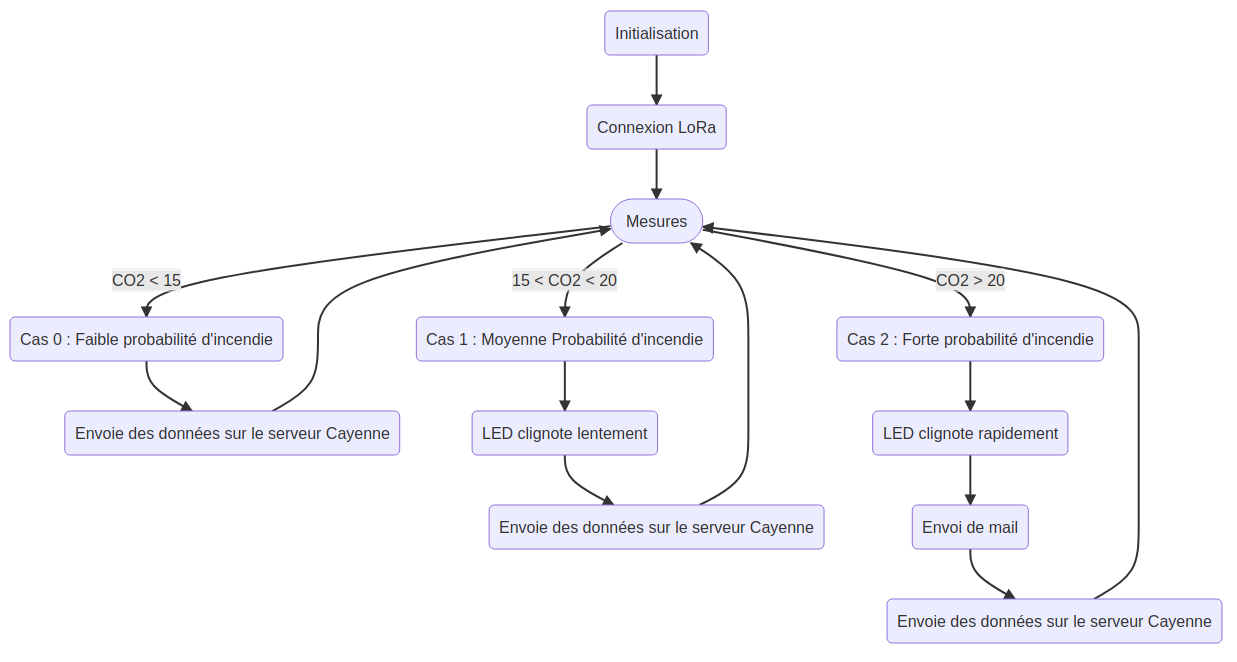 Initialisation
Connexion LoRa
Mesures
CO2 < 15
15 < CO2 < 20
CO2 > 20
Cas 0 : Faible probabilité d'incendie
Cas 1 : Moyenne Probabilité d'incendie
Cas 2 : Forte probabilité d'incendie
Envoie des données sur le serveur Cayenne
LED clignote lentement
LED clignote rapidement
Envoie des données sur le serveur Cayenne
Envoi de mail
Envoie des données sur le serveur Cayenne